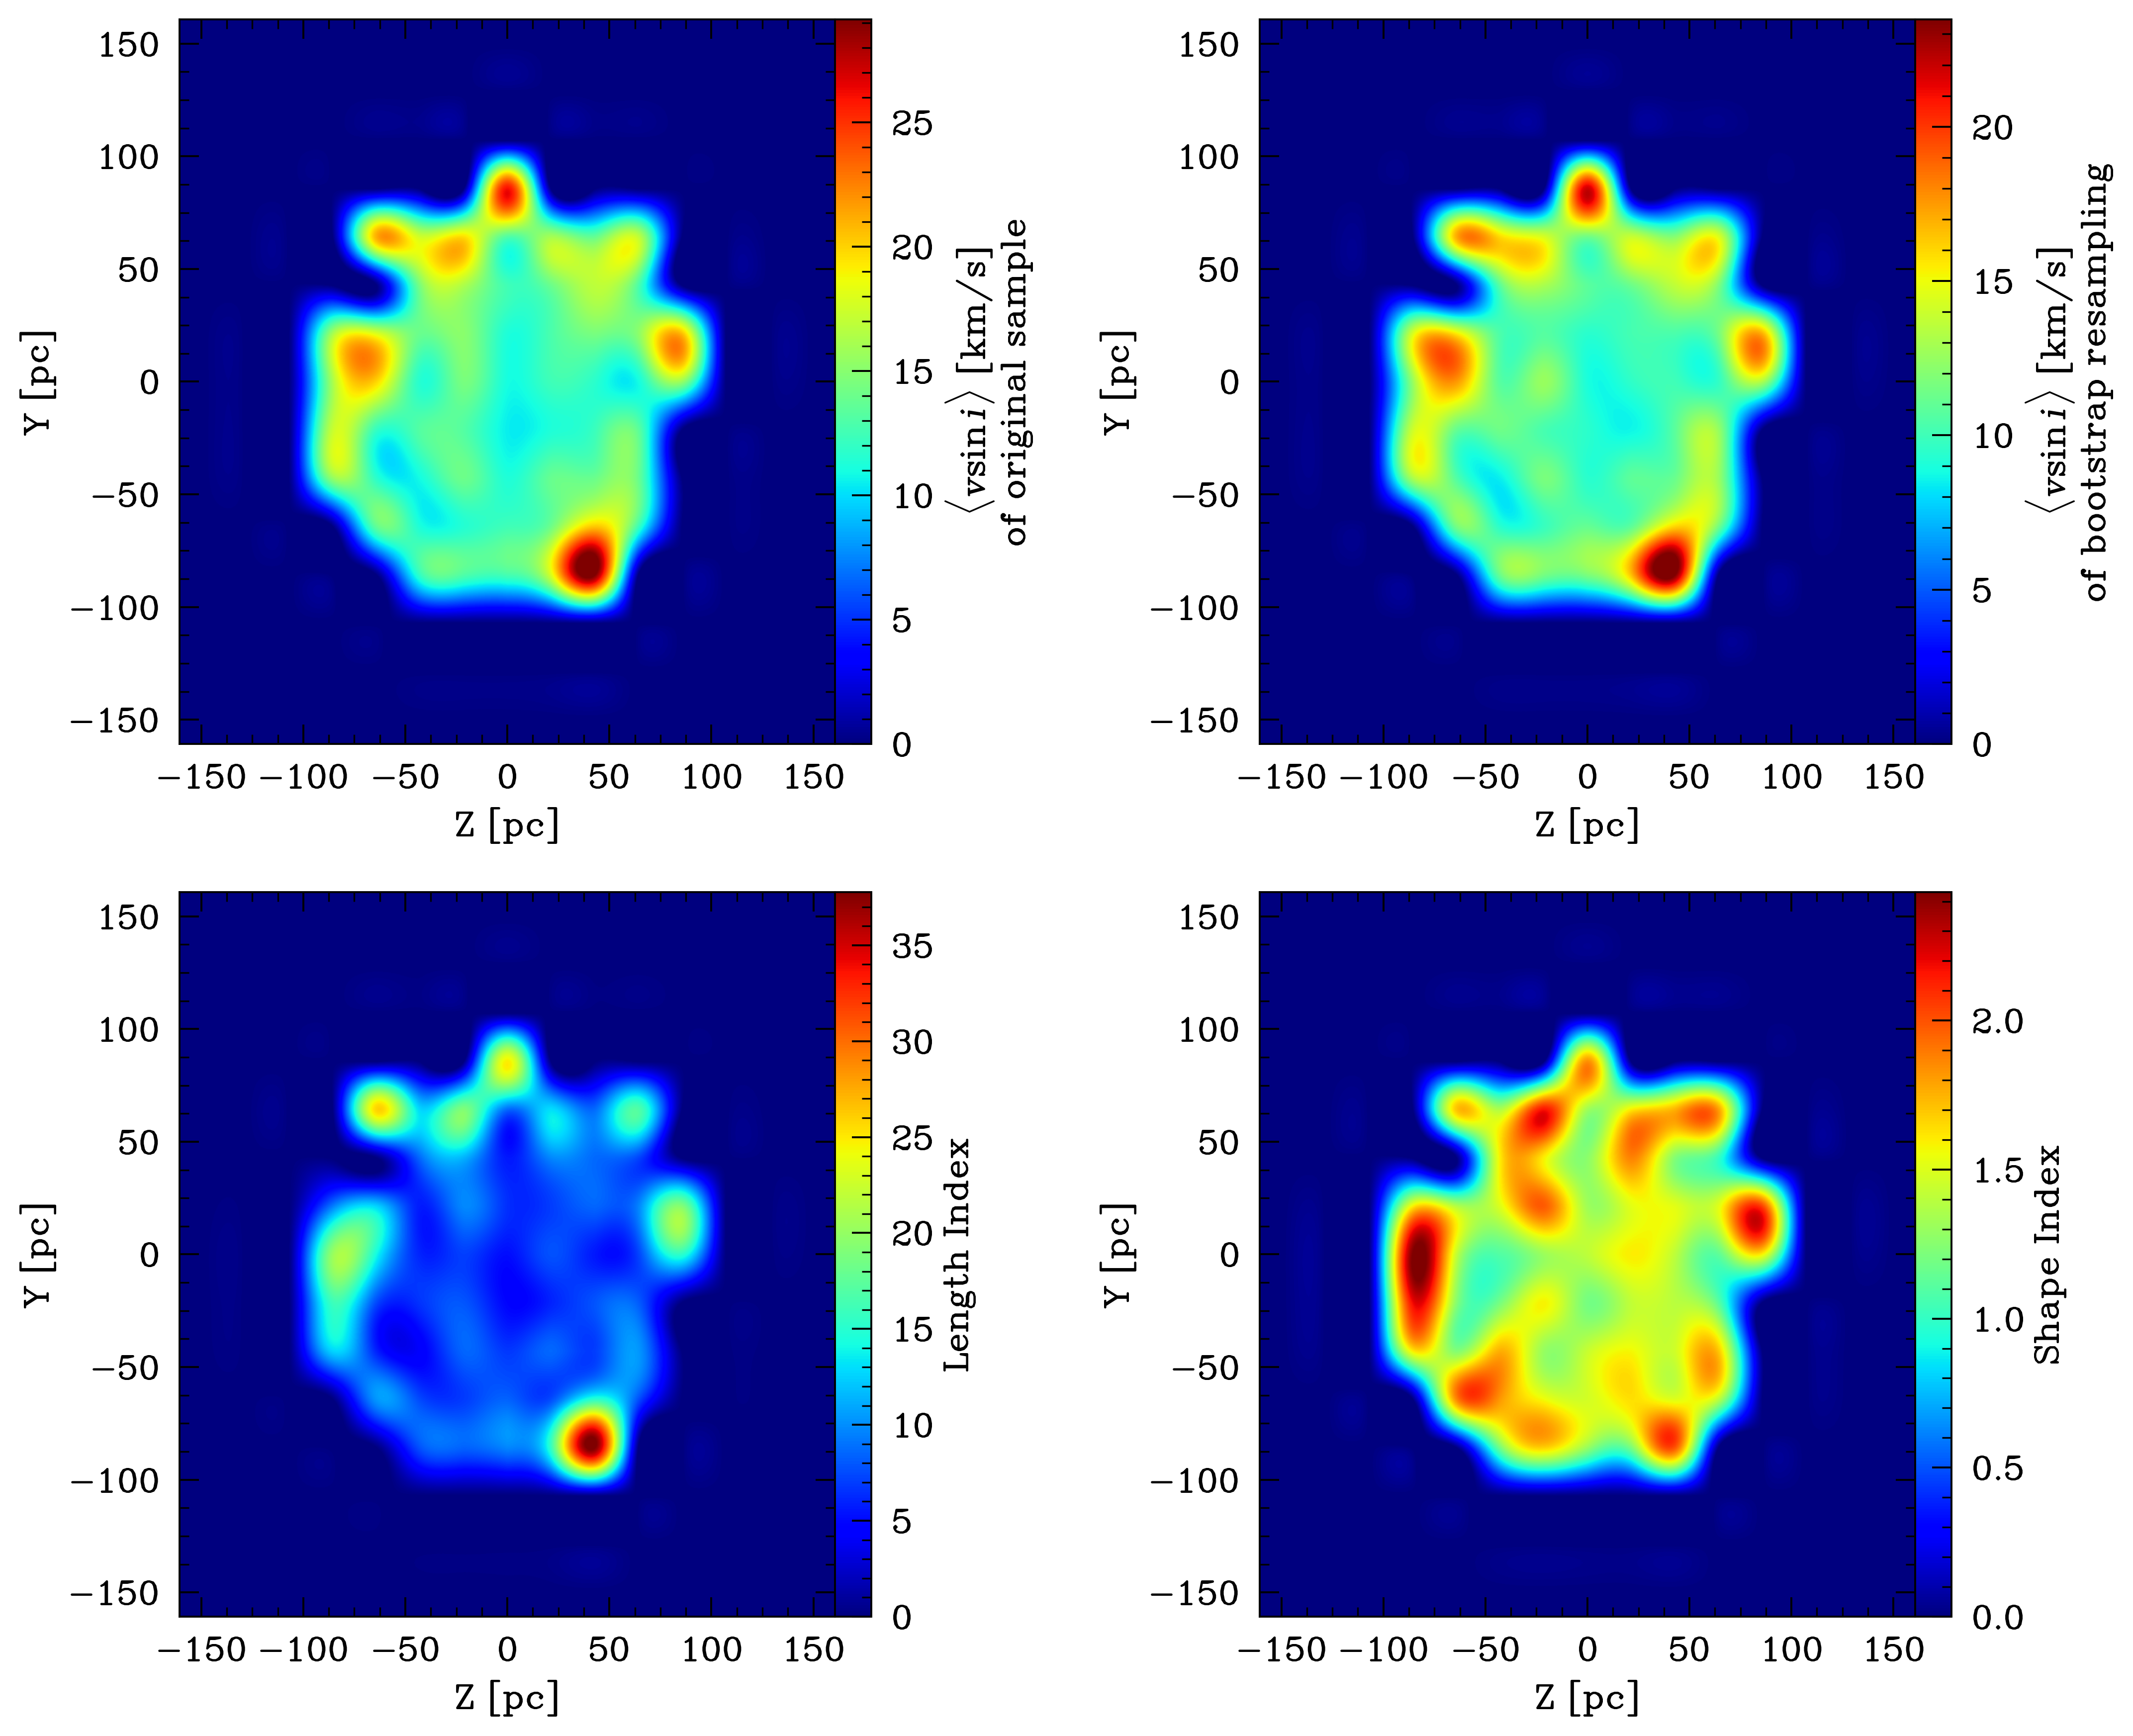 150
100
50
0
−50
−100
−150
Y [pc]
−150 −100 −50 0 50 100 150
Z [pc]
25
20
15
10
5
0
⟨vsin i⟩ [km/s]
of original sample
150
100
50
0
−50
−100
−150
Y [pc]
−150 −100 −50 0 50 100 150
Z [pc]
20
15
10
5
0
⟨vsin i⟩ [km/s]
of bootstrap resampling
150
100
50
0
−50
−100
−150
Y [pc]
−150 −100 −50 0 50 100 150
Z [pc]
35
30
25
20
15
10
5
0
Length Index
150
100
50
0
−50
−100
−150
Y [pc]
−150 −100 −50 0 50 100 150
Z [pc]
2.0
1.5
1.0
0.5
0.0
Shape Index